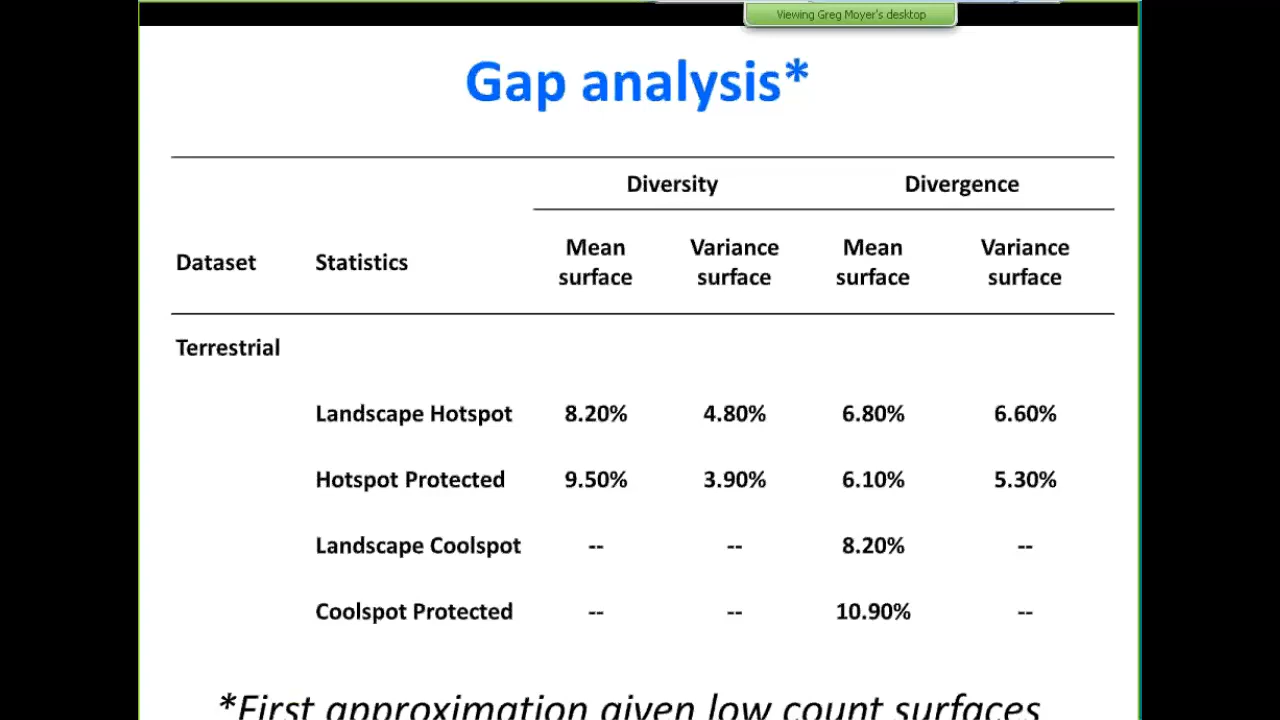 Viewing Greg Moyer's desktop
Gap analysis*
Diversity Divergence
Dataset Statistics Mean surface Variance surface Mean surface Variance surface
Terrestrial
Landscape Hotspot 8.20% 4.80% 6.80% 6.60%
Hotspot Protected 9.50% 3.90% 6.10% 5.30%
Landscape Coolspot -- -- 8.20% --
Coolspot Protected -- -- 10.90% --
*First approximation given low count surfaces